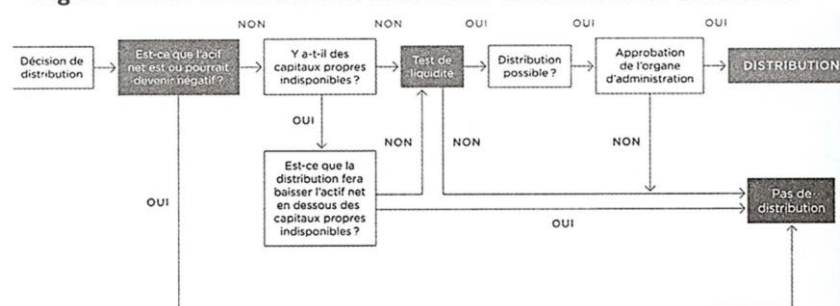 NON
NON
OUI
OUI
OUI
Décision de
distribution
Est-ce que l'acif
net est ou pourrait
devenir négatif ?
Y a-t-il des
capitaux propres
indisponibles ?
Test de
liquidité
Distribution
possible ?
Approbation
de l'organe
d'administration
DISTRIBUTION
OUI
NON
NON
NON
Est-ce que la
distribution fera
baisser l'actif net
en dessous des
capitaux propres
indisponibles ?
OUI
OUI
Pas de
distribution